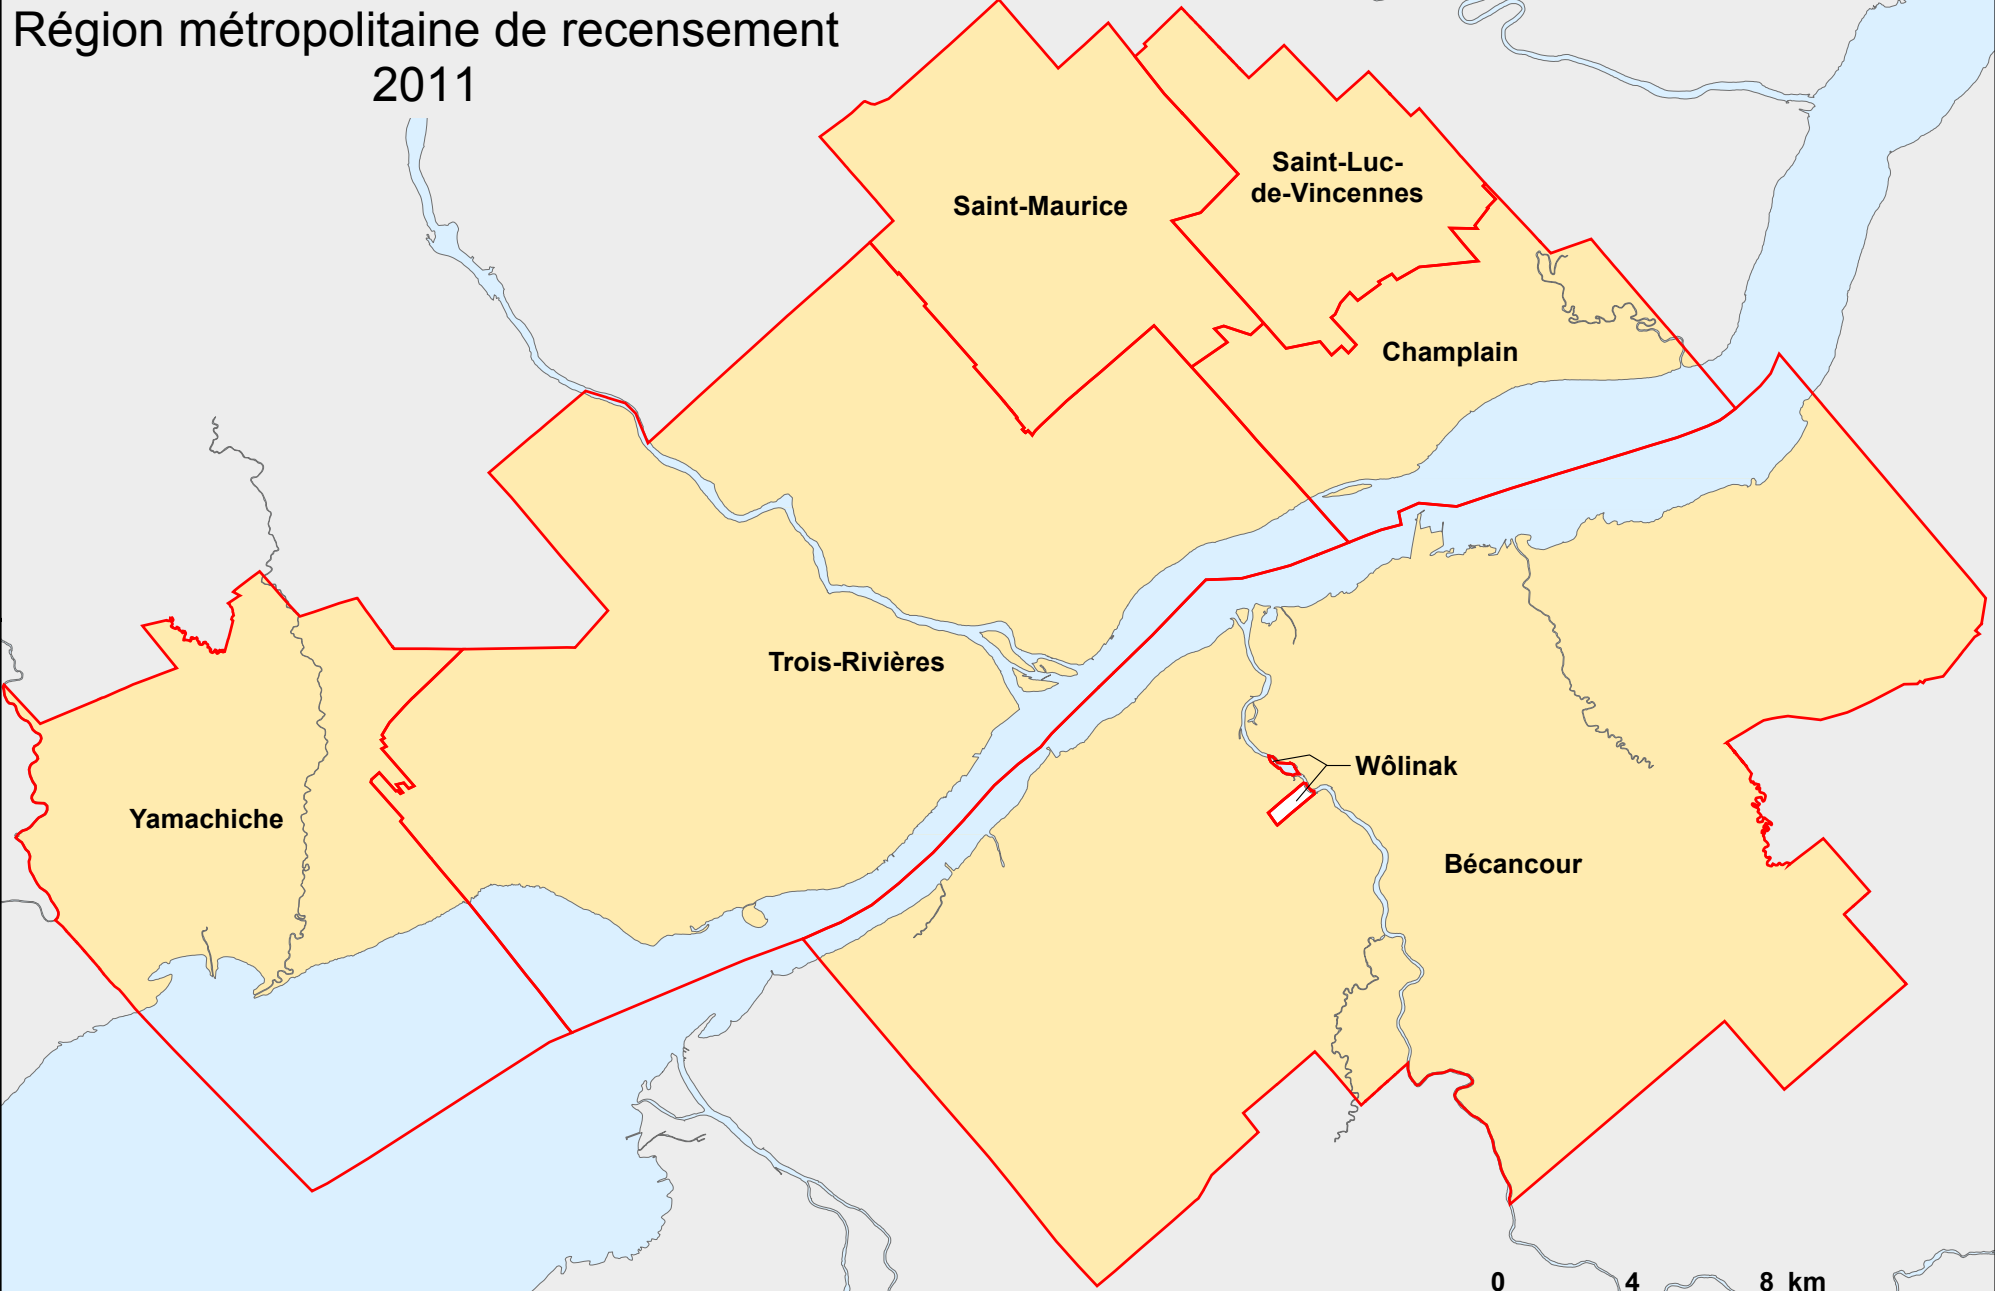 Région métropolitaine de recensement
2011
Saint-Luc-
de-Vincennes
Saint-Maurice
Champlain
Trois-Rivières
Wôlinak
Yamachiche
Bécancour
0 4 8 km